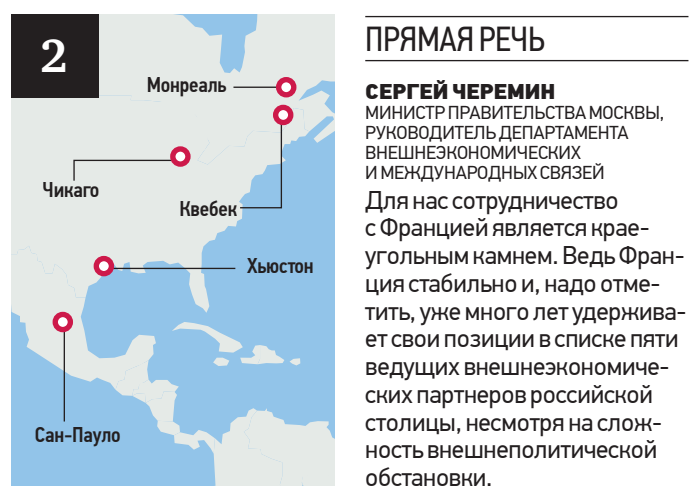 2
Монреаль
Чикаго
Квебек
Хьюстон
Сан-Пауло
ПРЯМАЯ РЕЧЬ
СЕРГЕЙ ЧЕРЕМИН
МИНИСТР ПРАВИТЕЛЬСТВА МОСКВЫ,
РУКОВОДИТЕЛЬ ДЕПАРТАМЕНТА
ВНЕШНЕЭКОНОМИЧЕСКИХ
И МЕЖДУНАРОДНЫХ СВЯЗЕЙ
Для нас сотрудничество
с Францией является крае-
угольным камнем. Ведь Фран-
ция стабильно и, надо отме-
тить, уже много лет удержива-
ет свои позиции в списке пяти
ведущих внешнеэкономиче-
ских партнеров российской
столицы, несмотря на слож-
ность внешнеполитической
обстановки.